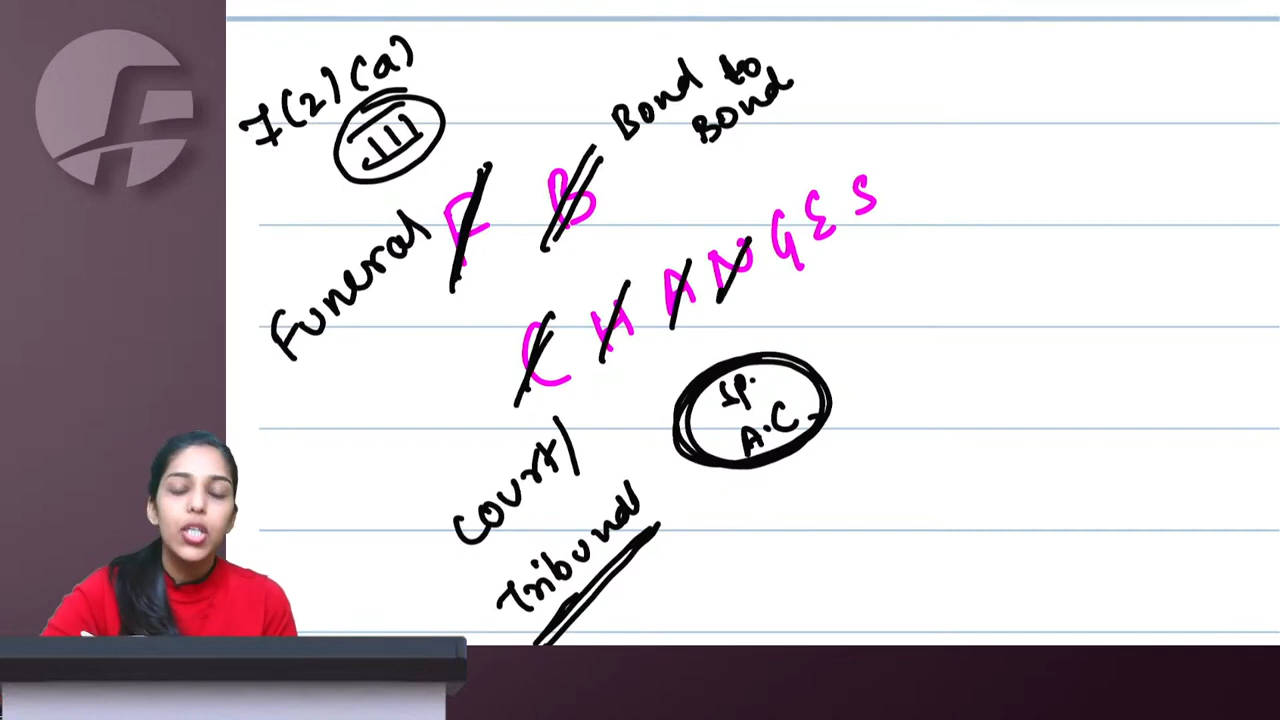 7(2)(a)
III
Bond to
Bond
Funeral
F B
CHANGES
Sp.
A.C.
Court/
Tribunal